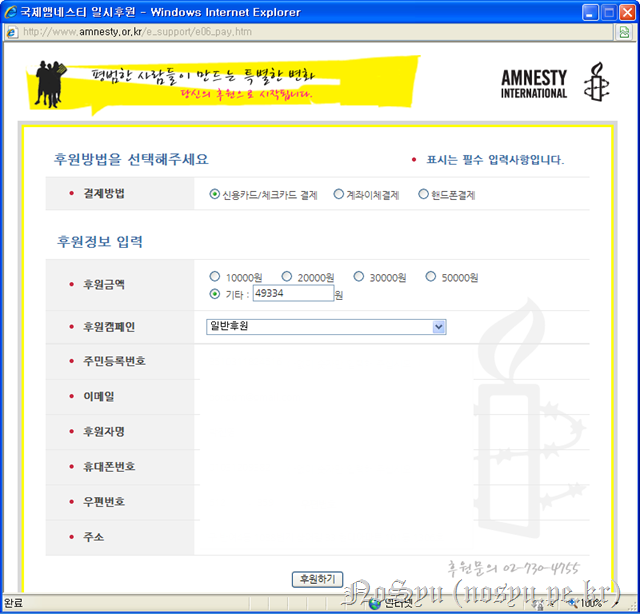 국제앰네스티 일시후원 - Windows Internet Explorer
http://www.amnesty.or.kr/e_support/e06_pay.htm
평범한 사람들이 만드는 특별한 변화
당신의 후원으로 시작됩니다.
AMNESTY
INTERNATIONAL
후원방법을 선택해주세요
• 표시는 필수 입력사항입니다.
• 결제방법 신용카드/체크카드 결제 계좌이체결제 핸드폰결제
후원정보 입력
• 후원금액 10000원 20000원 30000원 50000원
기타 : 49334 원
• 후원캠페인 일반후원
• 주민등록번호
• 이메일
• 후원자명
• 휴대폰번호
• 우편번호
• 주소
후원문의 02-730-4755
후원하기
NoSyu (nosyu.pe.kr)
완료 인터넷 100%